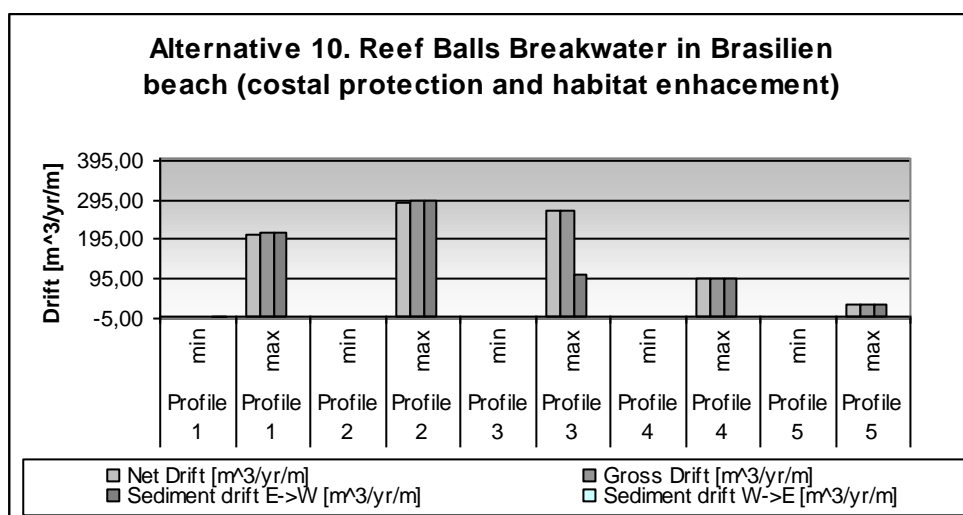 Alternative 10. Reef Balls Breakwater in Brasilien
beach (costal protection and habitat enhacement)
Drift [m^3/yr/m]
395,00
295,00
195,00
95,00
-5,00
min max min max min max min max min max
Profile Profile Profile Profile Profile Profile Profile Profile Profile Profile
1 1 2 2 3 3 4 4 5 5
Net Drift [m^3/yr/m] Gross Drift [m^3/yr/m]
Sediment drift E->W [m^3/yr/m] Sediment drift W->E [m^3/yr/m]